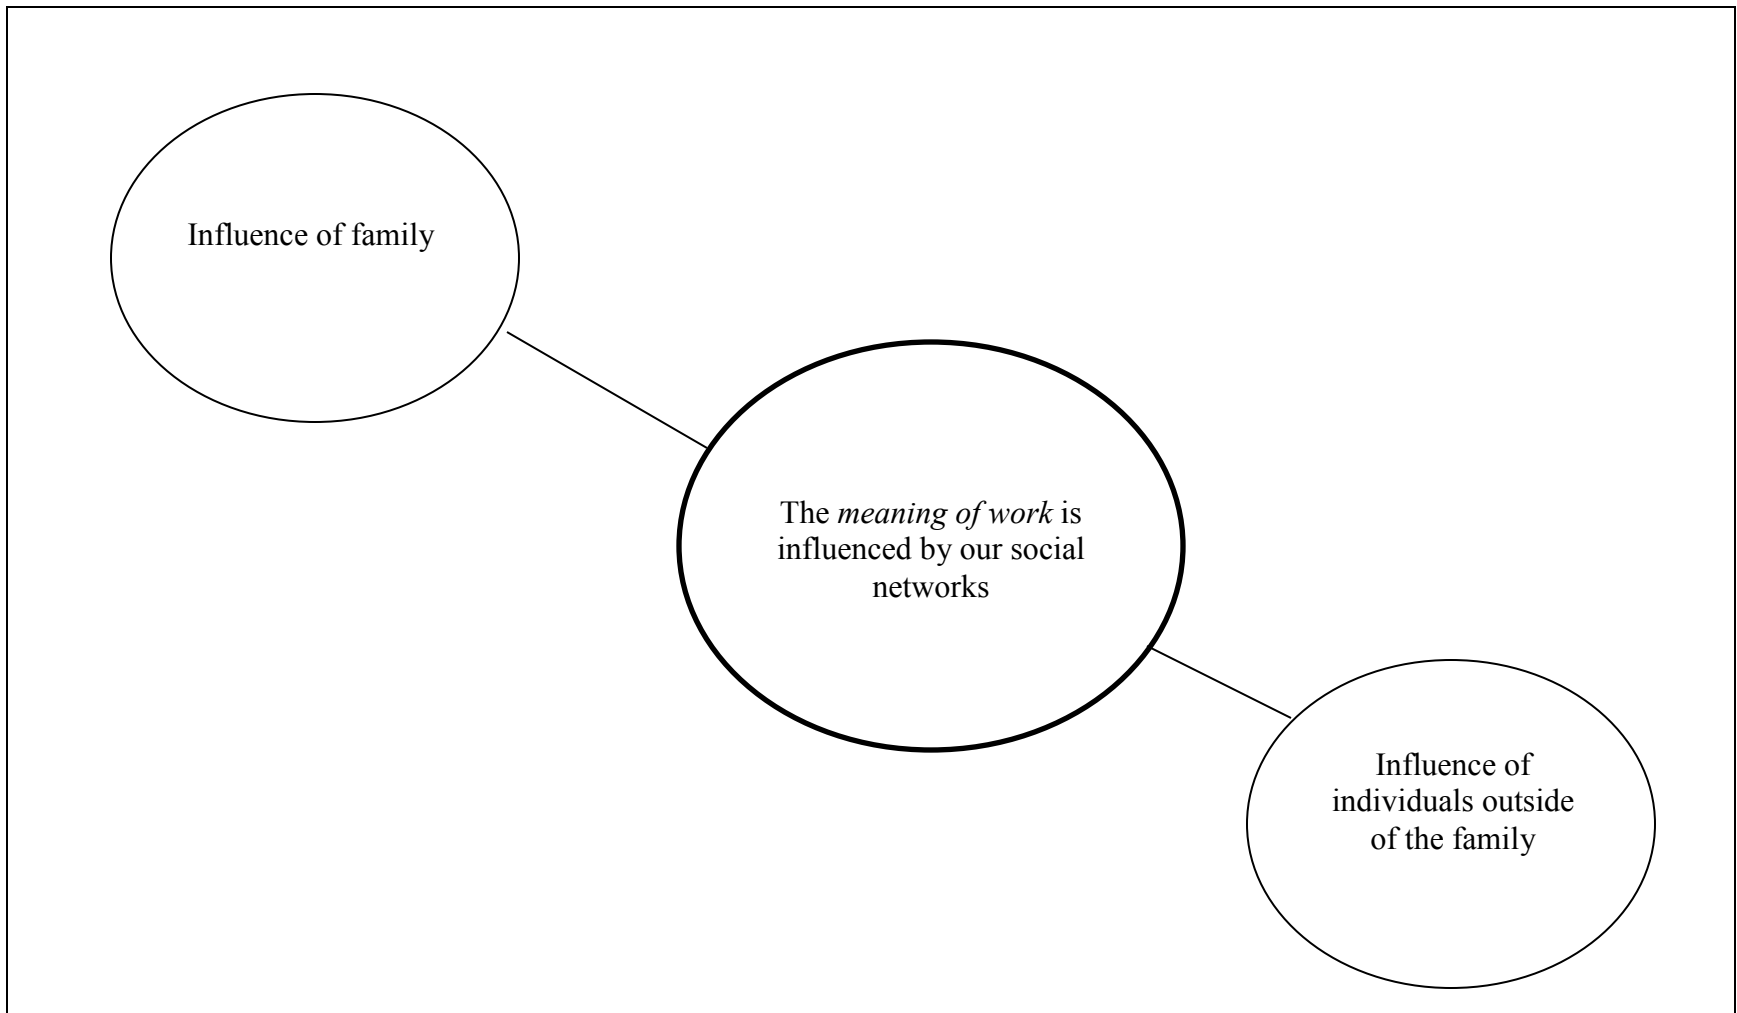 Influence of family
The meaning of work is
influenced by our social
networks
Influence of
individuals outside
of the family